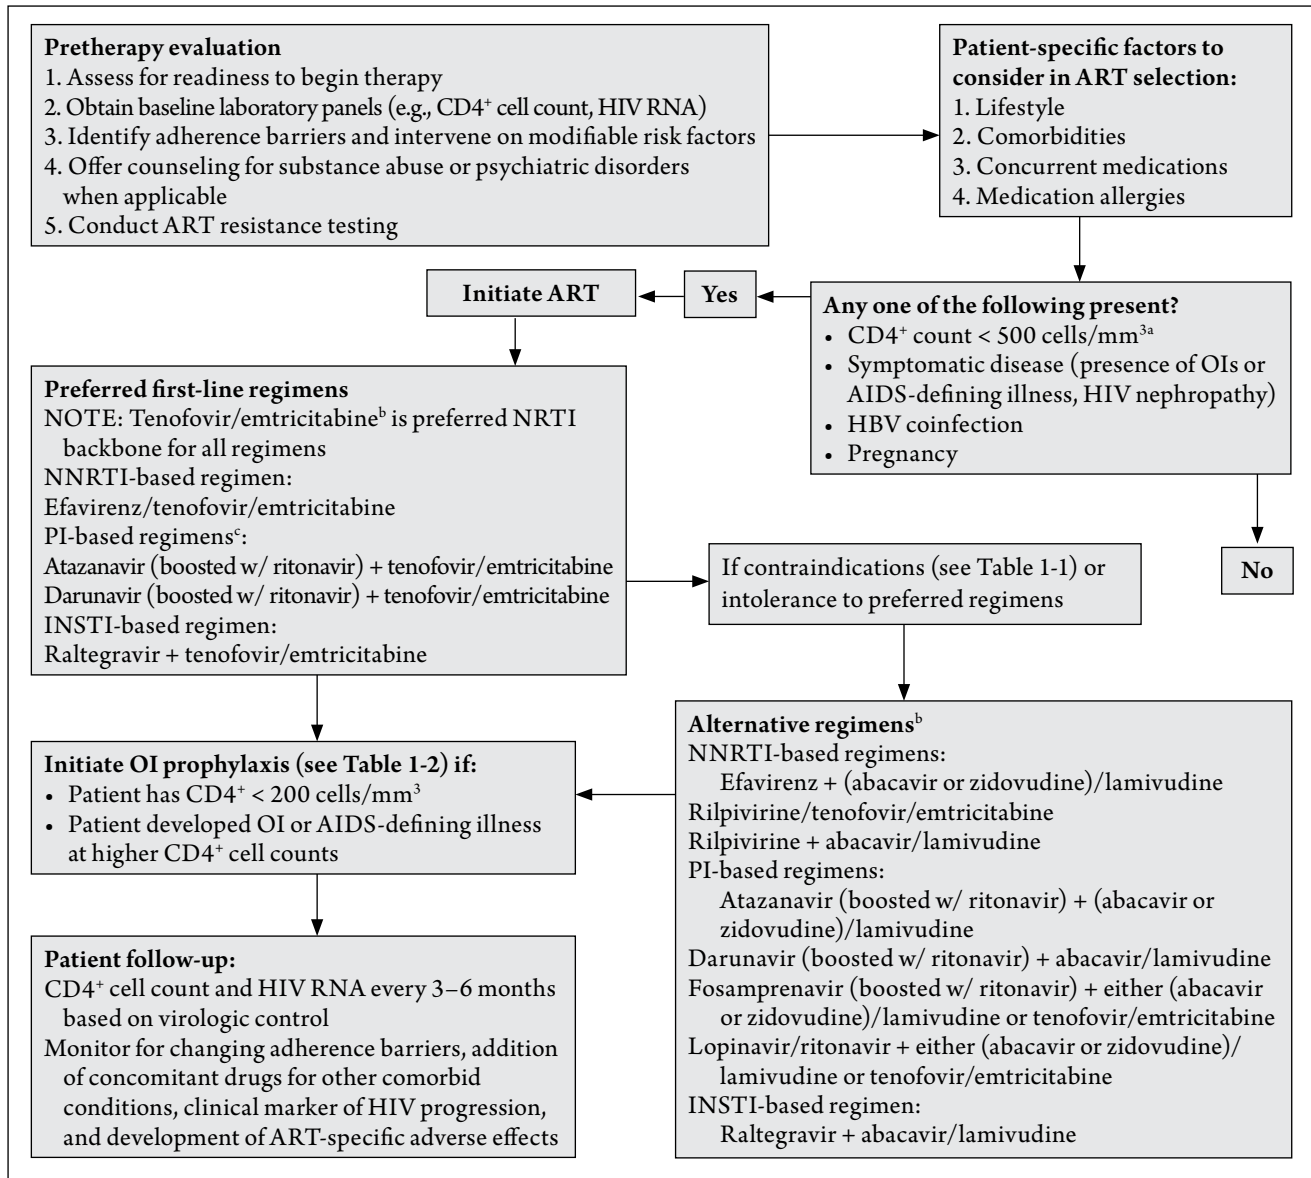 Pretherapy evaluation
1. Assess for readiness to begin therapy
2. Obtain baseline laboratory panels (e.g., CD4⁺ cell count, HIV RNA)
3. Identify adherence barriers and intervene on modifiable risk factors
4. Offer counseling for substance abuse or psychiatric disorders
when applicable
5. Conduct ART resistance testing
Patient-specific factors to
consider in ART selection:
1. Lifestyle
2. Comorbidities
3. Concurrent medications
4. Medication allergies
Any one of the following present?
• CD4⁺ count < 500 cells/mm³ᵃ
• Symptomatic disease (presence of OIs or
AIDS-defining illness, HIV nephropathy)
• HBV coinfection
• Pregnancy
Yes
Initiate ART
No
Preferred first-line regimens
NOTE: Tenofovir/emtricitabineᵇ is preferred NRTI
backbone for all regimens
NNRTI-based regimen:
Efavirenz/tenofovir/emtricitabine
PI-based regimensᶜ:
Atazanavir (boosted w/ ritonavir) + tenofovir/emtricitabine
Darunavir (boosted w/ ritonavir) + tenofovir/emtricitabine
INSTI-based regimen:
Raltegravir + tenofovir/emtricitabine
If contraindications (see Table 1-1) or
intolerance to preferred regimens
Alternative regimensᵇ
NNRTI-based regimens:
Efavirenz + (abacavir or zidovudine)/lamivudine
Rilpivirine/tenofovir/emtricitabine
Rilpivirine + abacavir/lamivudine
PI-based regimens:
Atazanavir (boosted w/ ritonavir) + (abacavir or
zidovudine)/lamivudine
Darunavir (boosted w/ ritonavir) + abacavir/lamivudine
Fosamprenavir (boosted w/ ritonavir) + either (abacavir
or zidovudine)/lamivudine or tenofovir/emtricitabine
Lopinavir/ritonavir + either (abacavir or zidovudine)/
lamivudine or tenofovir/emtricitabine
INSTI-based regimen:
Raltegravir + abacavir/lamivudine
Initiate OI prophylaxis (see Table 1-2) if:
• Patient has CD4⁺ < 200 cells/mm³
• Patient developed OI or AIDS-defining illness
at higher CD4⁺ cell counts
Patient follow-up:
CD4⁺ cell count and HIV RNA every 3–6 months
based on virologic control
Monitor for changing adherence barriers, addition
of concomitant drugs for other comorbid
conditions, clinical marker of HIV progression,
and development of ART-specific adverse effects